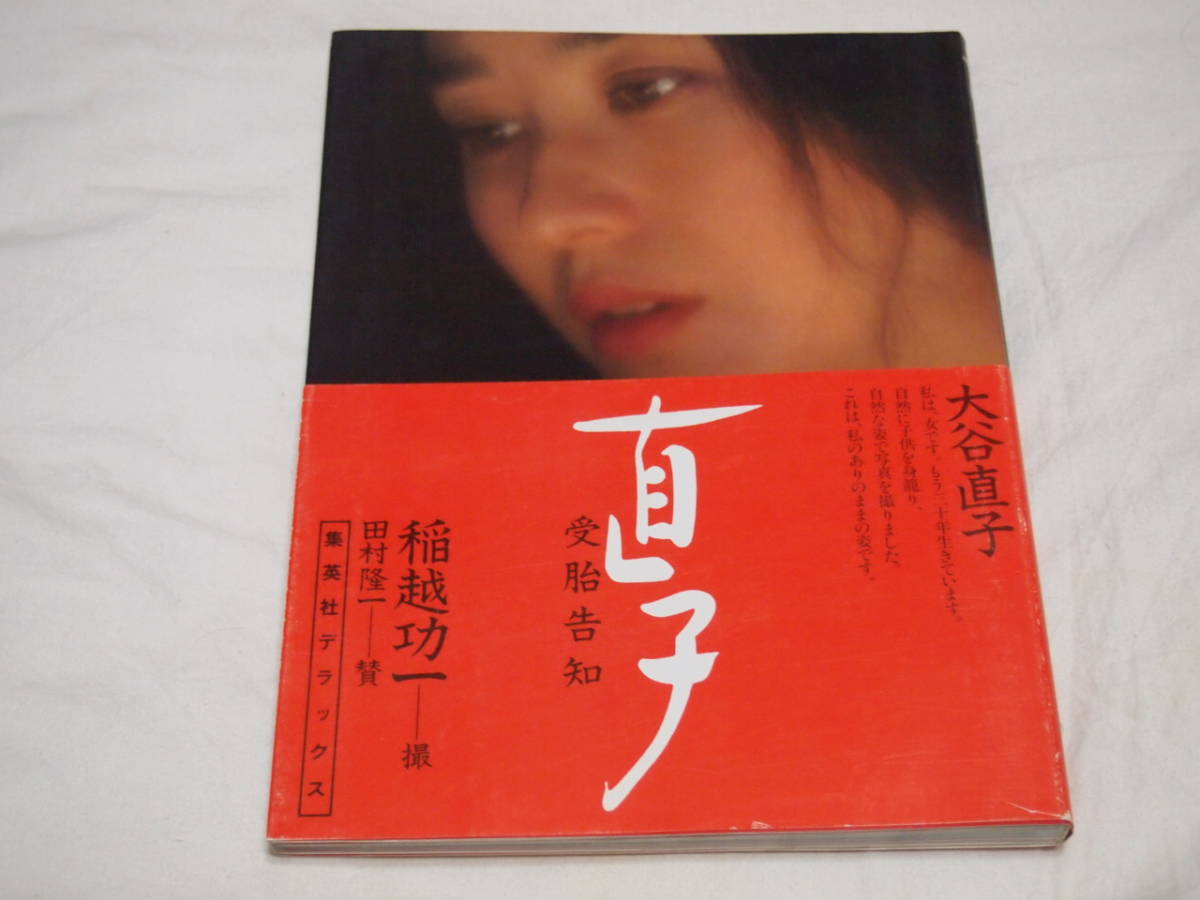 大谷直子
私は、女です。もう三十年生きています。
自然に子供を身籠り、
自然な姿で写真を撮りました。
これは、私のありのままの姿です。
直子
受胎告知
稲越功一——撮
田村隆一——賛
集英社デラックス